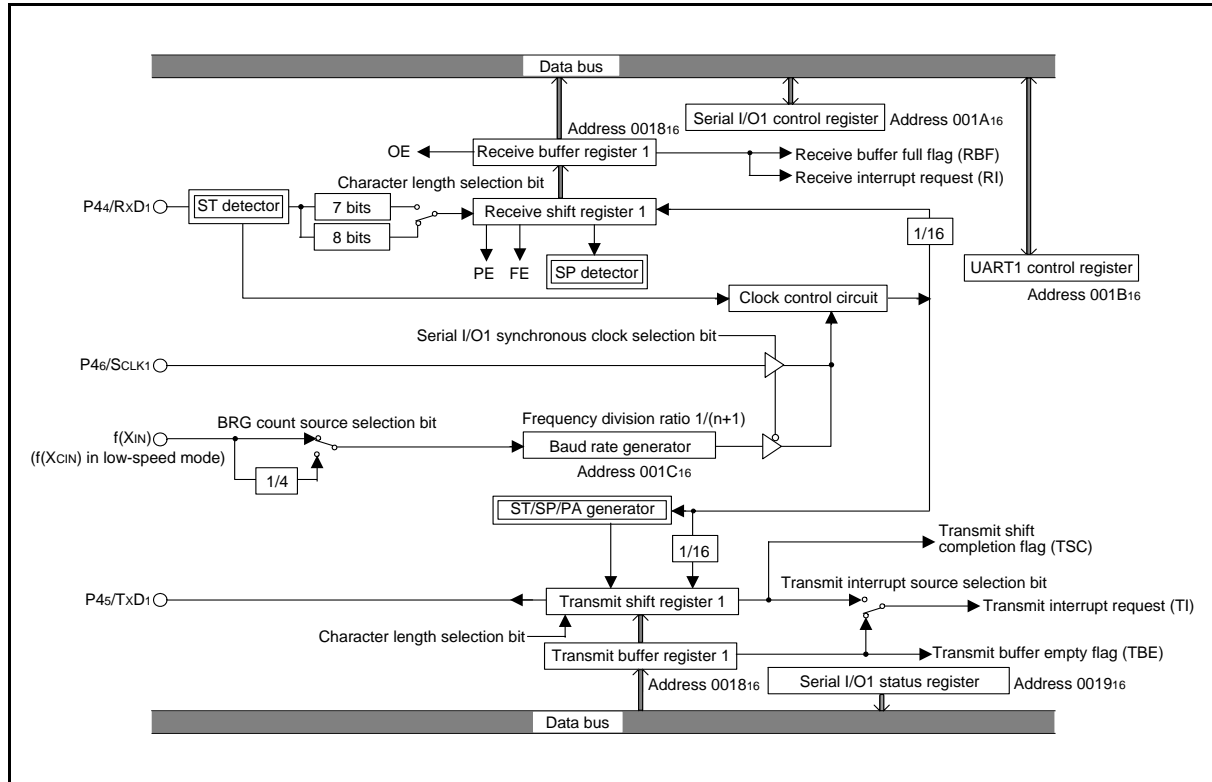 Data bus
Serial I/O1 control register
Address 001A16
Address 001816
OE
Receive buffer register 1
Receive buffer full flag (RBF)
Receive interrupt request (RI)
Character length selection bit
P44/RxD1
ST detector
7 bits
8 bits
Receive shift register 1
1/16
PE
FE
SP detector
UART1 control register
Address 001B16
Clock control circuit
Serial I/O1 synchronous clock selection bit
P46/SCLK1
f(XIN)
(f(XCIN) in low-speed mode)
BRG count source selection bit
1/4
Frequency division ratio 1/(n+1)
Baud rate generator
Address 001C16
ST/SP/PA generator
1/16
Transmit shift
completion flag (TSC)
Transmit interrupt source selection bit
P45/TxD1
Transmit shift register 1
Transmit interrupt request (TI)
Character length selection bit
Transmit buffer register 1
Transmit buffer empty flag (TBE)
Address 001816
Serial I/O1 status register
Address 001916
Data bus